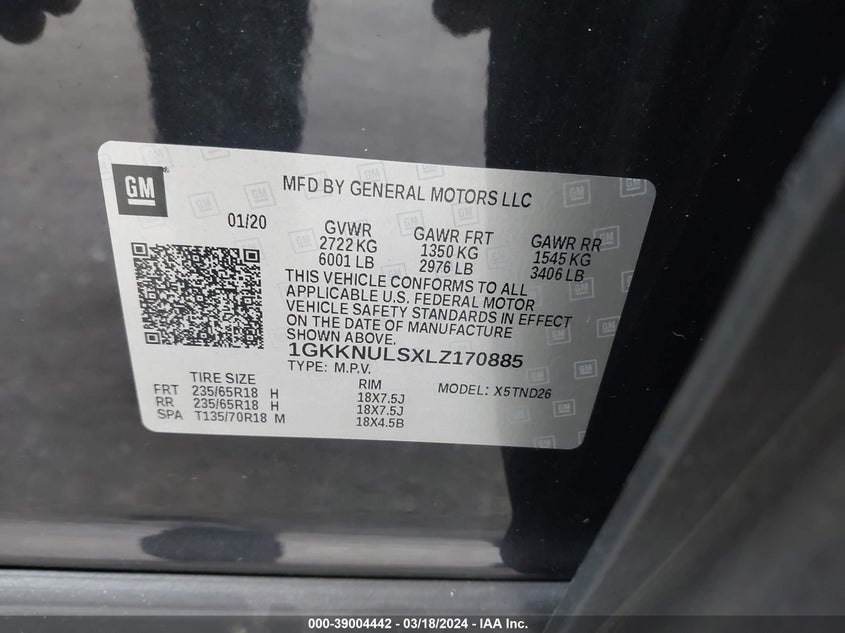 GM
MFD BY GENERAL MOTORS LLC
01/20
GVWR GAWR FRT GAWR RR
2722 KG 1350 KG 1545 KG
6001 LB 2976 LB 3406 LB
THIS VEHICLE CONFORMS TO ALL
APPLICABLE U.S. FEDERAL MOTOR
VEHICLE SAFETY STANDARDS IN EFFECT
ON THE DATE OF MANUFACTURE
SHOWN ABOVE.
1GKKNULSXLZ170885
TYPE: M.P.V.
TIRE SIZE RIM MODEL: X5TND26
FRT 235/65R18 H 18X7.5J
RR 235/65R18 H 18X7.5J
SPA T135/70R18 M 18X4.5B
000-39004442 / 03/18/2024 - IAA Inc.